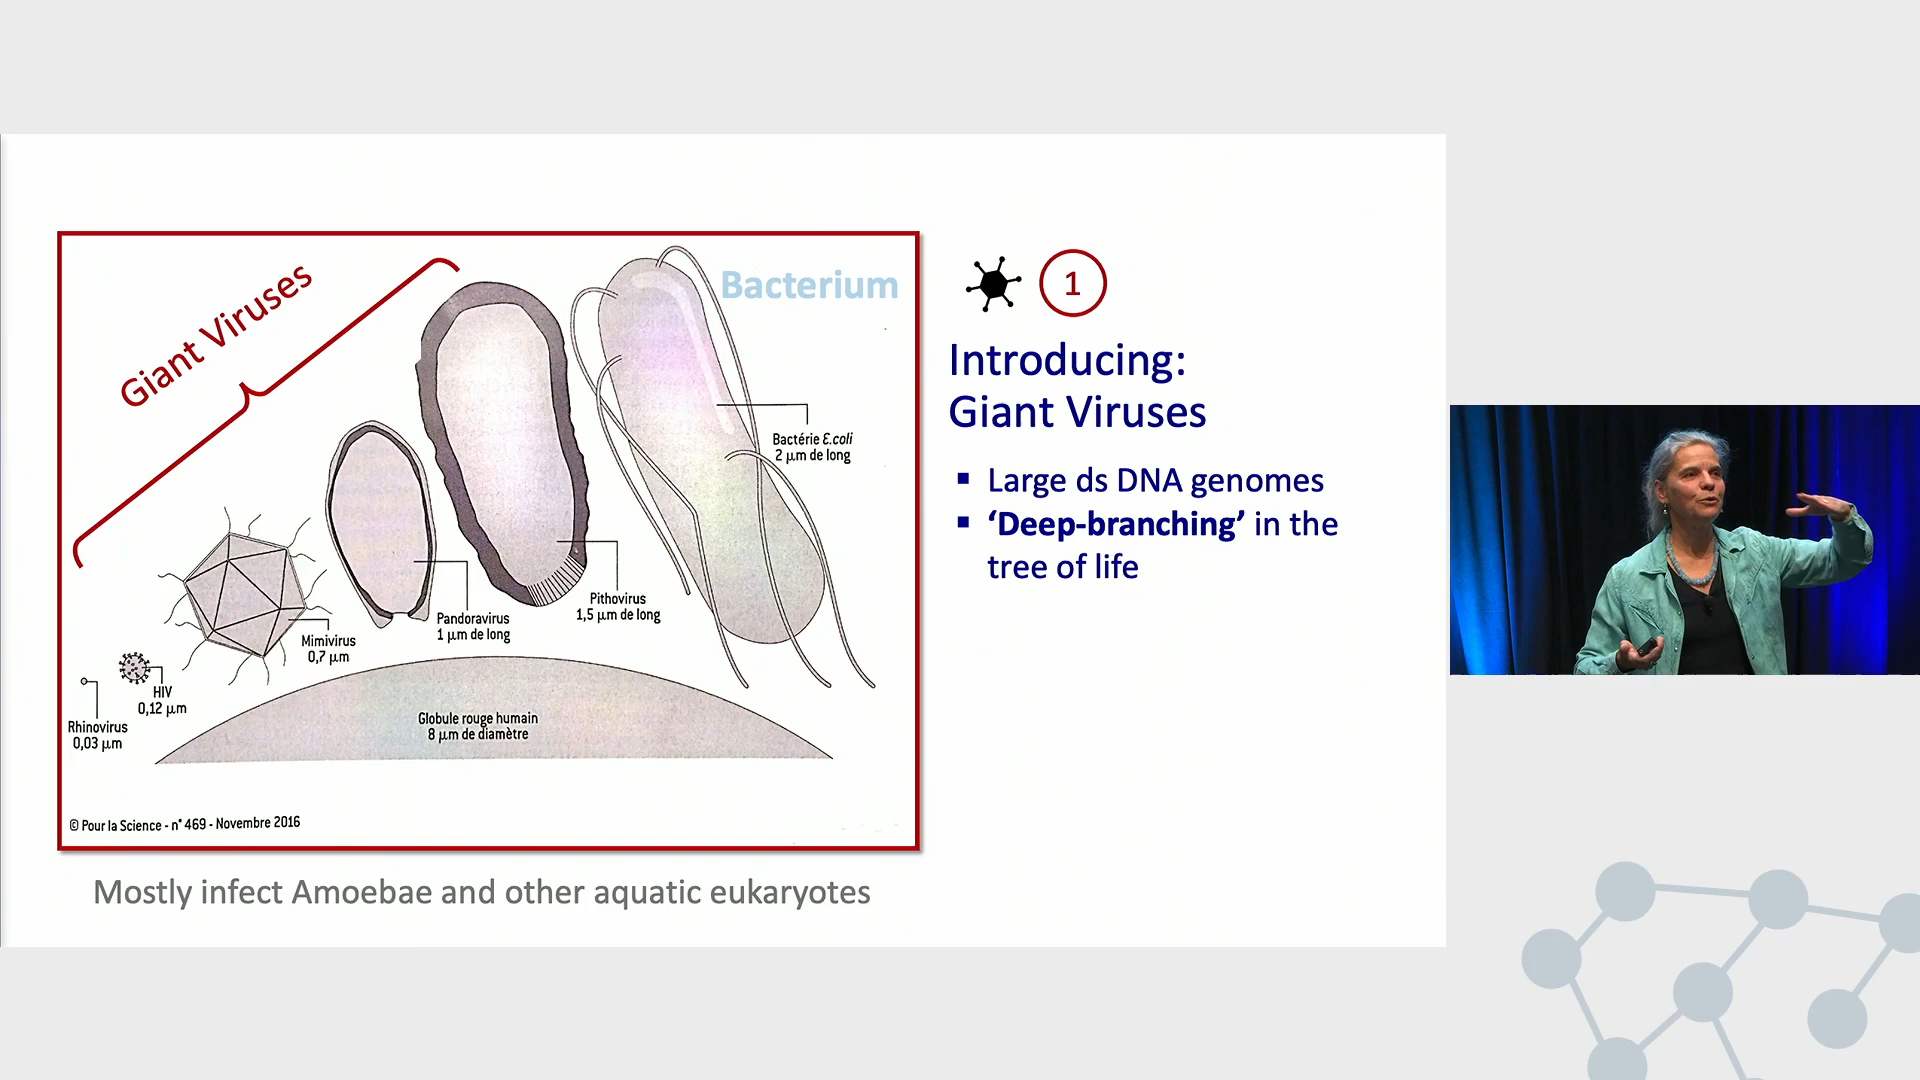 Giant Viruses
Bacterium
Bactérie E.coli
2 µm de long
Pithovirus
1,5 µm de long
Pandoravirus
1 µm de long
Mimivirus
0,7 µm
HIV
0,12 µm
Rhinovirus
0,03 µm
Globule rouge humain
8 µm de diamètre
© Pour la Science - n° 469 - Novembre 2016
Mostly infect Amoebae and other aquatic eukaryotes
1
Introducing:
Giant Viruses
▪ Large ds DNA genomes
▪ ‘Deep-branching’ in the
tree of life